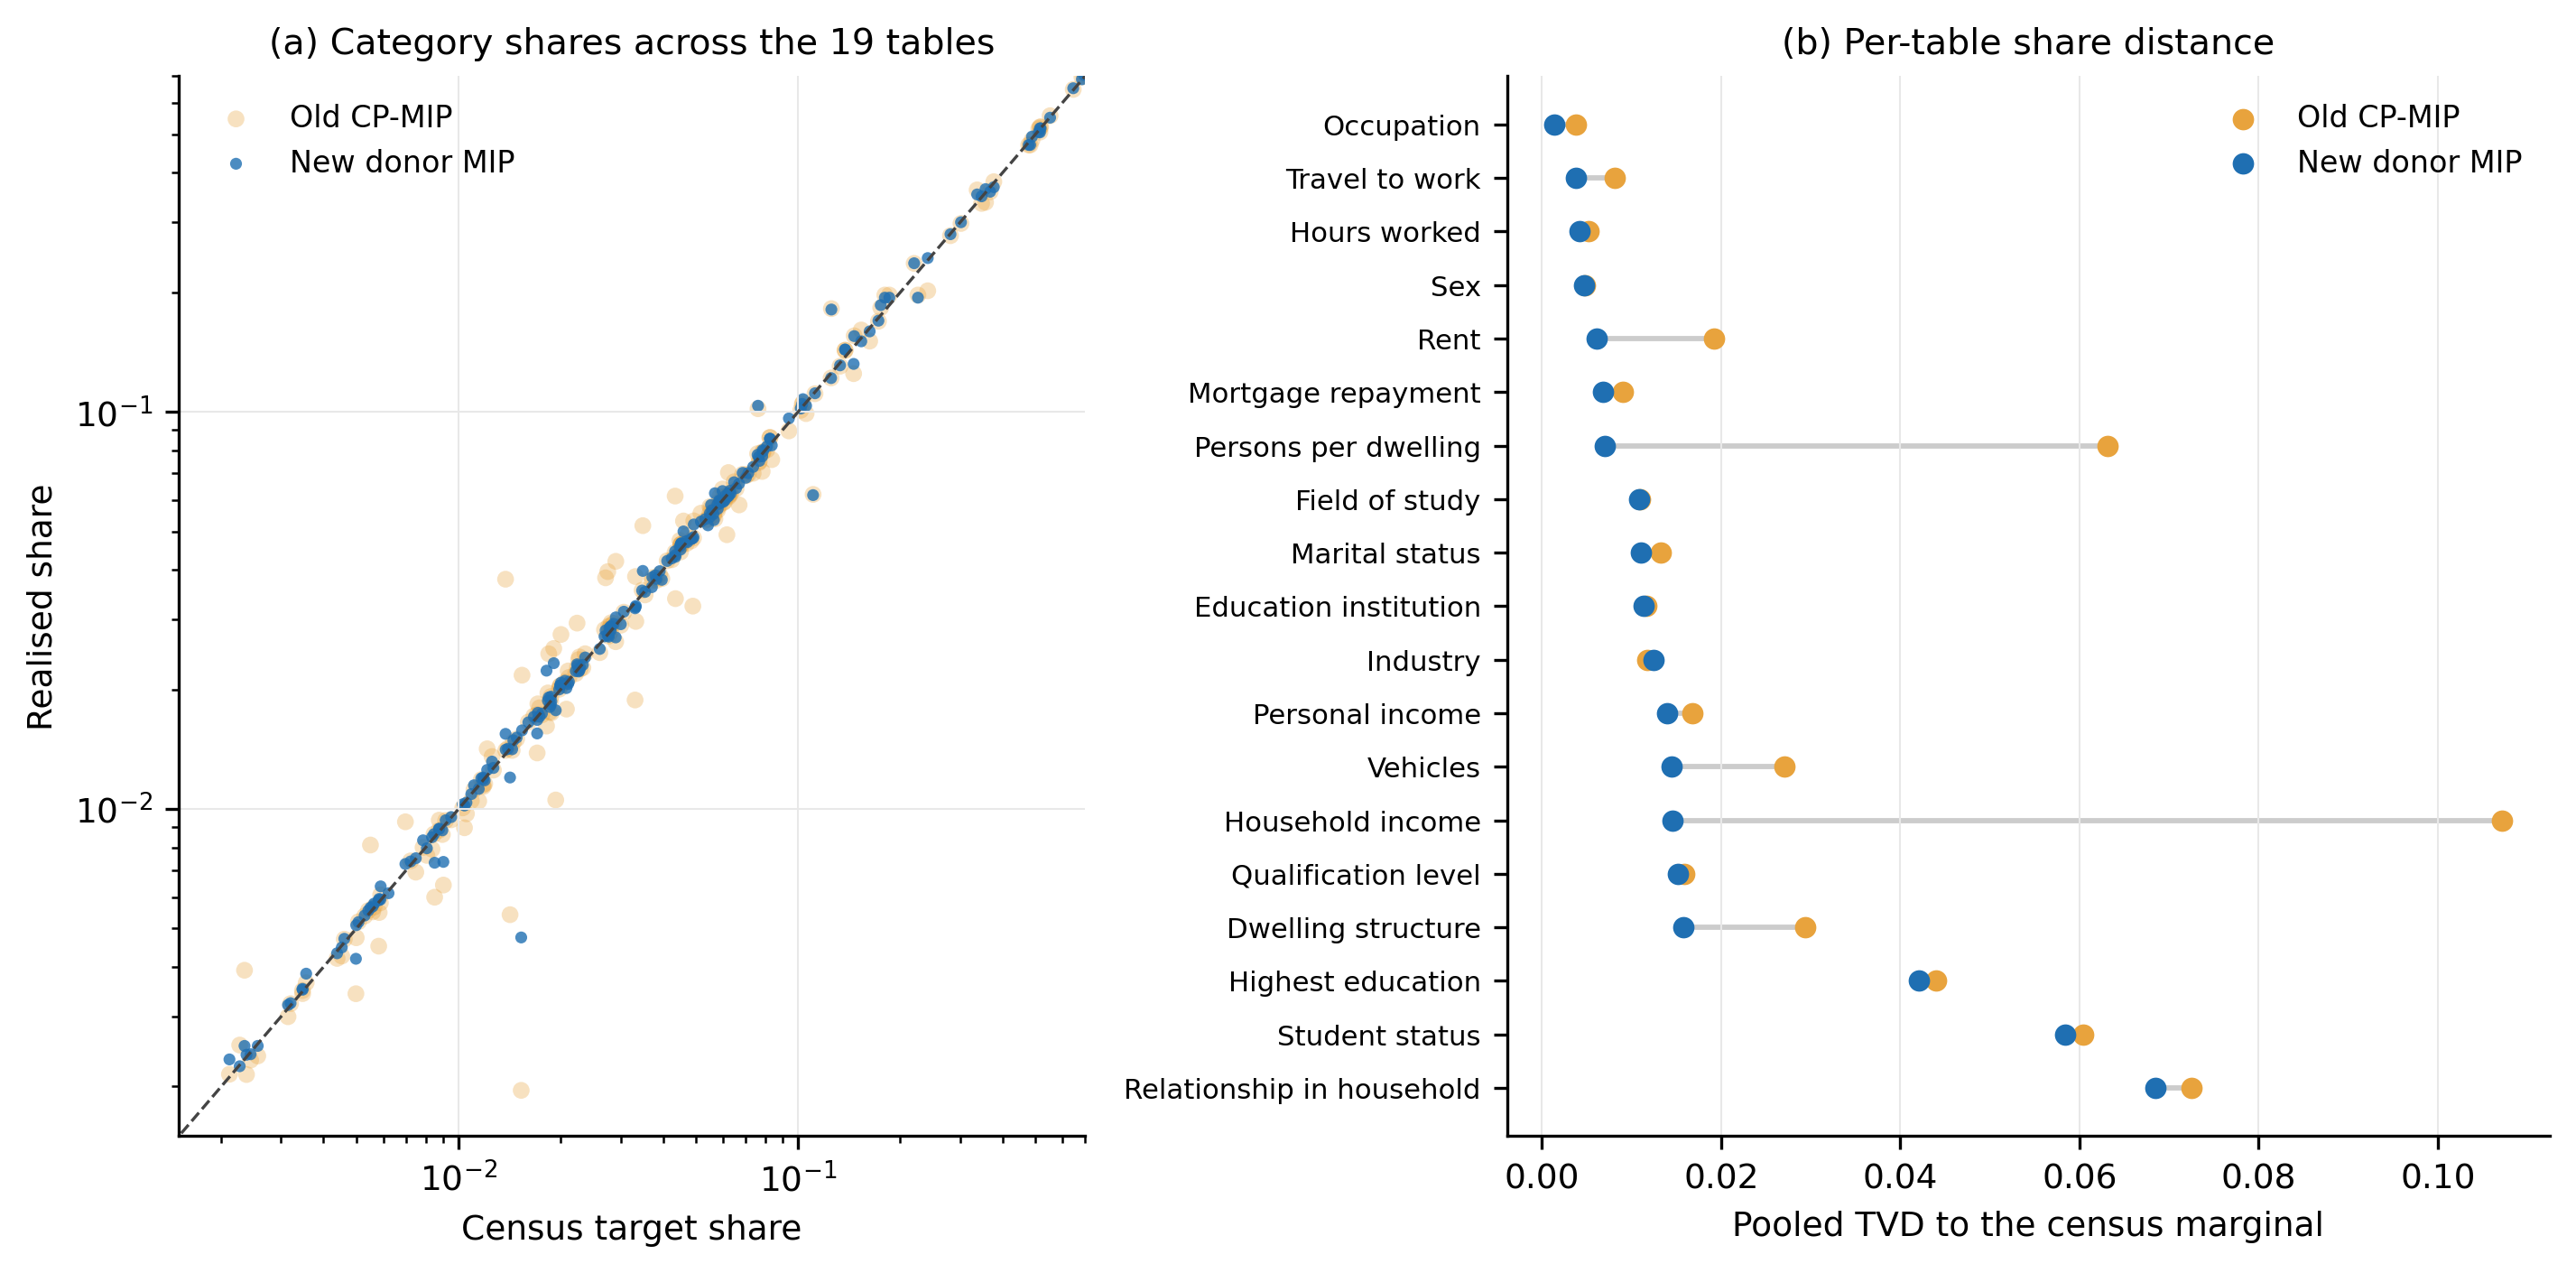 (a) Category shares across the 19 tables
Old CP-MIP
New donor MIP
Realised share
10⁻¹
10⁻²
10⁻²
10⁻¹
Census target share
(b) Per-table share distance
Old CP-MIP
New donor MIP
Occupation
Travel to work
Hours worked
Sex
Rent
Mortgage repayment
Persons per dwelling
Field of study
Marital status
Education institution
Industry
Personal income
Vehicles
Household income
Qualification level
Dwelling structure
Highest education
Student status
Relationship in household
0.00 0.02 0.04 0.06 0.08 0.10
Pooled TVD to the census marginal